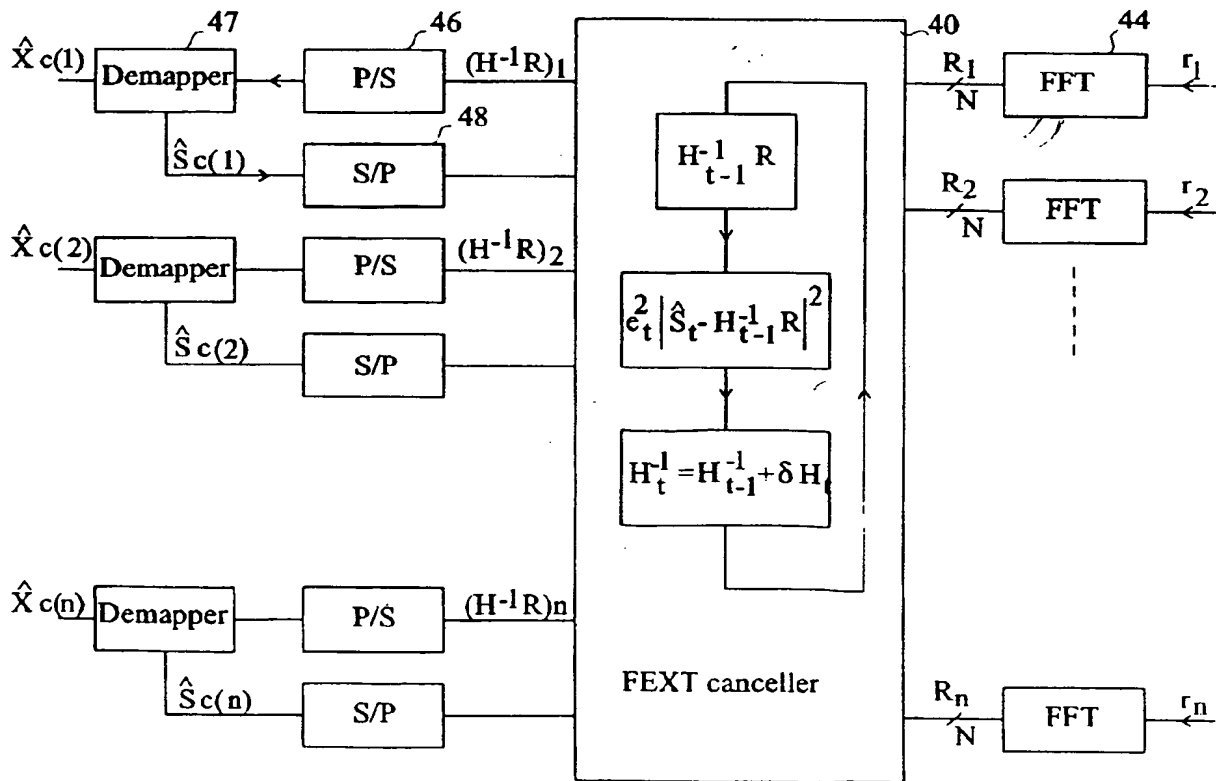 47 46 40 44
X̂c(1) Demapper P/S (H⁻¹R)₁ R₁ N FFT r₁
48
Ŝc(1) S/P
H⁻¹ₜ₋₁ R
R₂ N FFT r₂
X̂c(2) Demapper P/S (H⁻¹R)₂
e²ₜ |Ŝₜ- H⁻¹ₜ₋₁ R|²
Ŝc(2) S/P
H⁻¹ₜ = H⁻¹ₜ₋₁ + δ Hₜ
X̂c(n) Demapper P/S (H⁻¹R)n
FEXT canceller
Ŝc(n) S/P
Rₙ N FFT rₙ